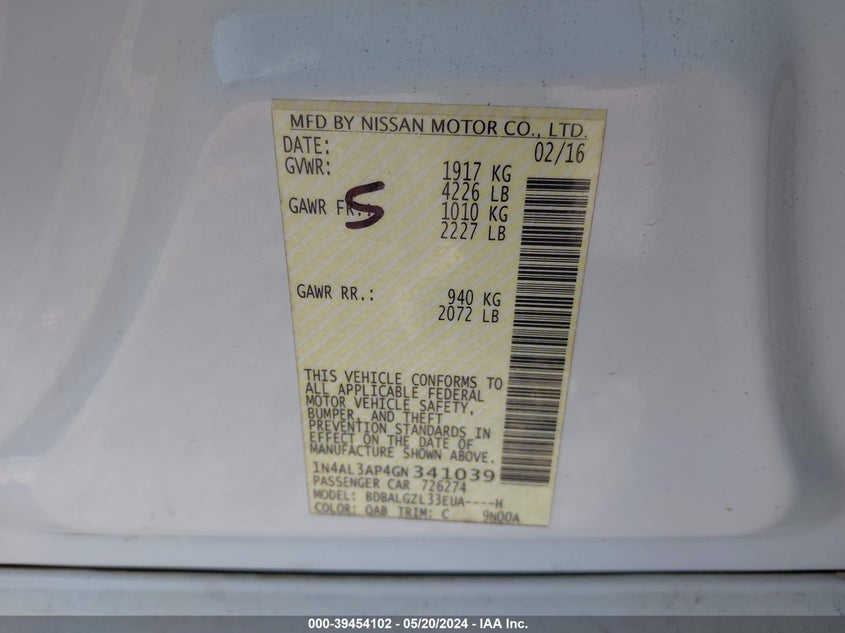 MFD BY NISSAN MOTOR CO., LTD.
DATE: 02/16
GVWR: 1917 KG
4226 LB
GAWR FR.: 1010 KG
S
2227 LB
GAWR RR.: 940 KG
2072 LB
THIS VEHICLE CONFORMS TO
ALL APPLICABLE FEDERAL
MOTOR VEHICLE SAFETY,
BUMPER, AND THEFT
PREVENTION STANDARDS IN
EFFECT ON THE DATE OF
MANUFACTURE SHOWN ABOVE.
1N4AL3AP4GN341039
PASSENGER CAR 726274
MODEL: BDBALGZL33EUA----H
COLOR: QAB TRIM: C 9N00A
000-39454102 - 05/20/2024 - IAA Inc.